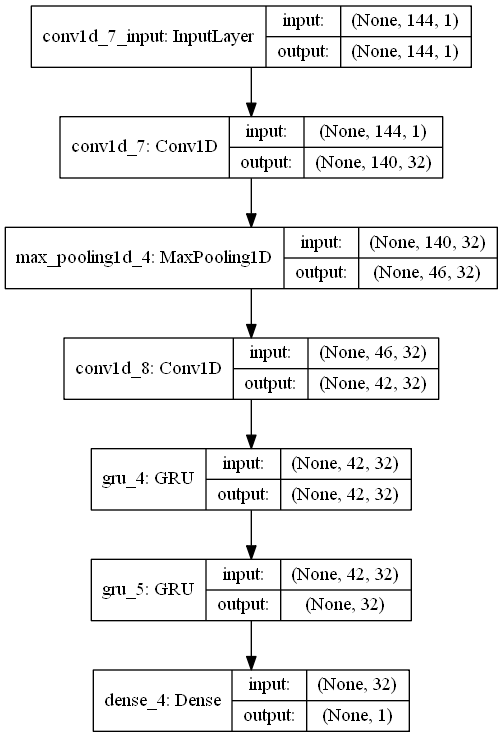 conv1d_7_input: InputLayer
input: (None, 144, 1)
output: (None, 144, 1)
conv1d_7: Conv1D
input: (None, 144, 1)
output: (None, 140, 32)
max_pooling1d_4: MaxPooling1D
input: (None, 140, 32)
output: (None, 46, 32)
conv1d_8: Conv1D
input: (None, 46, 32)
output: (None, 42, 32)
gru_4: GRU
input: (None, 42, 32)
output: (None, 42, 32)
gru_5: GRU
input: (None, 42, 32)
output: (None, 32)
dense_4: Dense
input: (None, 32)
output: (None, 1)